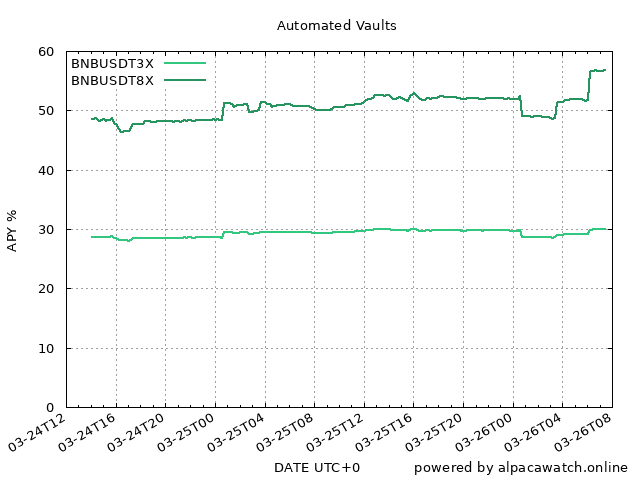 Automated Vaults
BNBUSDT3X
BNBUSDT8X
60
50
40
30
20
10
0
APY %
03-24T12
03-24T16
03-24T20
03-25T00
03-25T04
03-25T08
03-25T12
03-25T16
03-25T20
03-26T00
03-26T04
03-26T08
DATE UTC+0
powered by alpacawatch.online